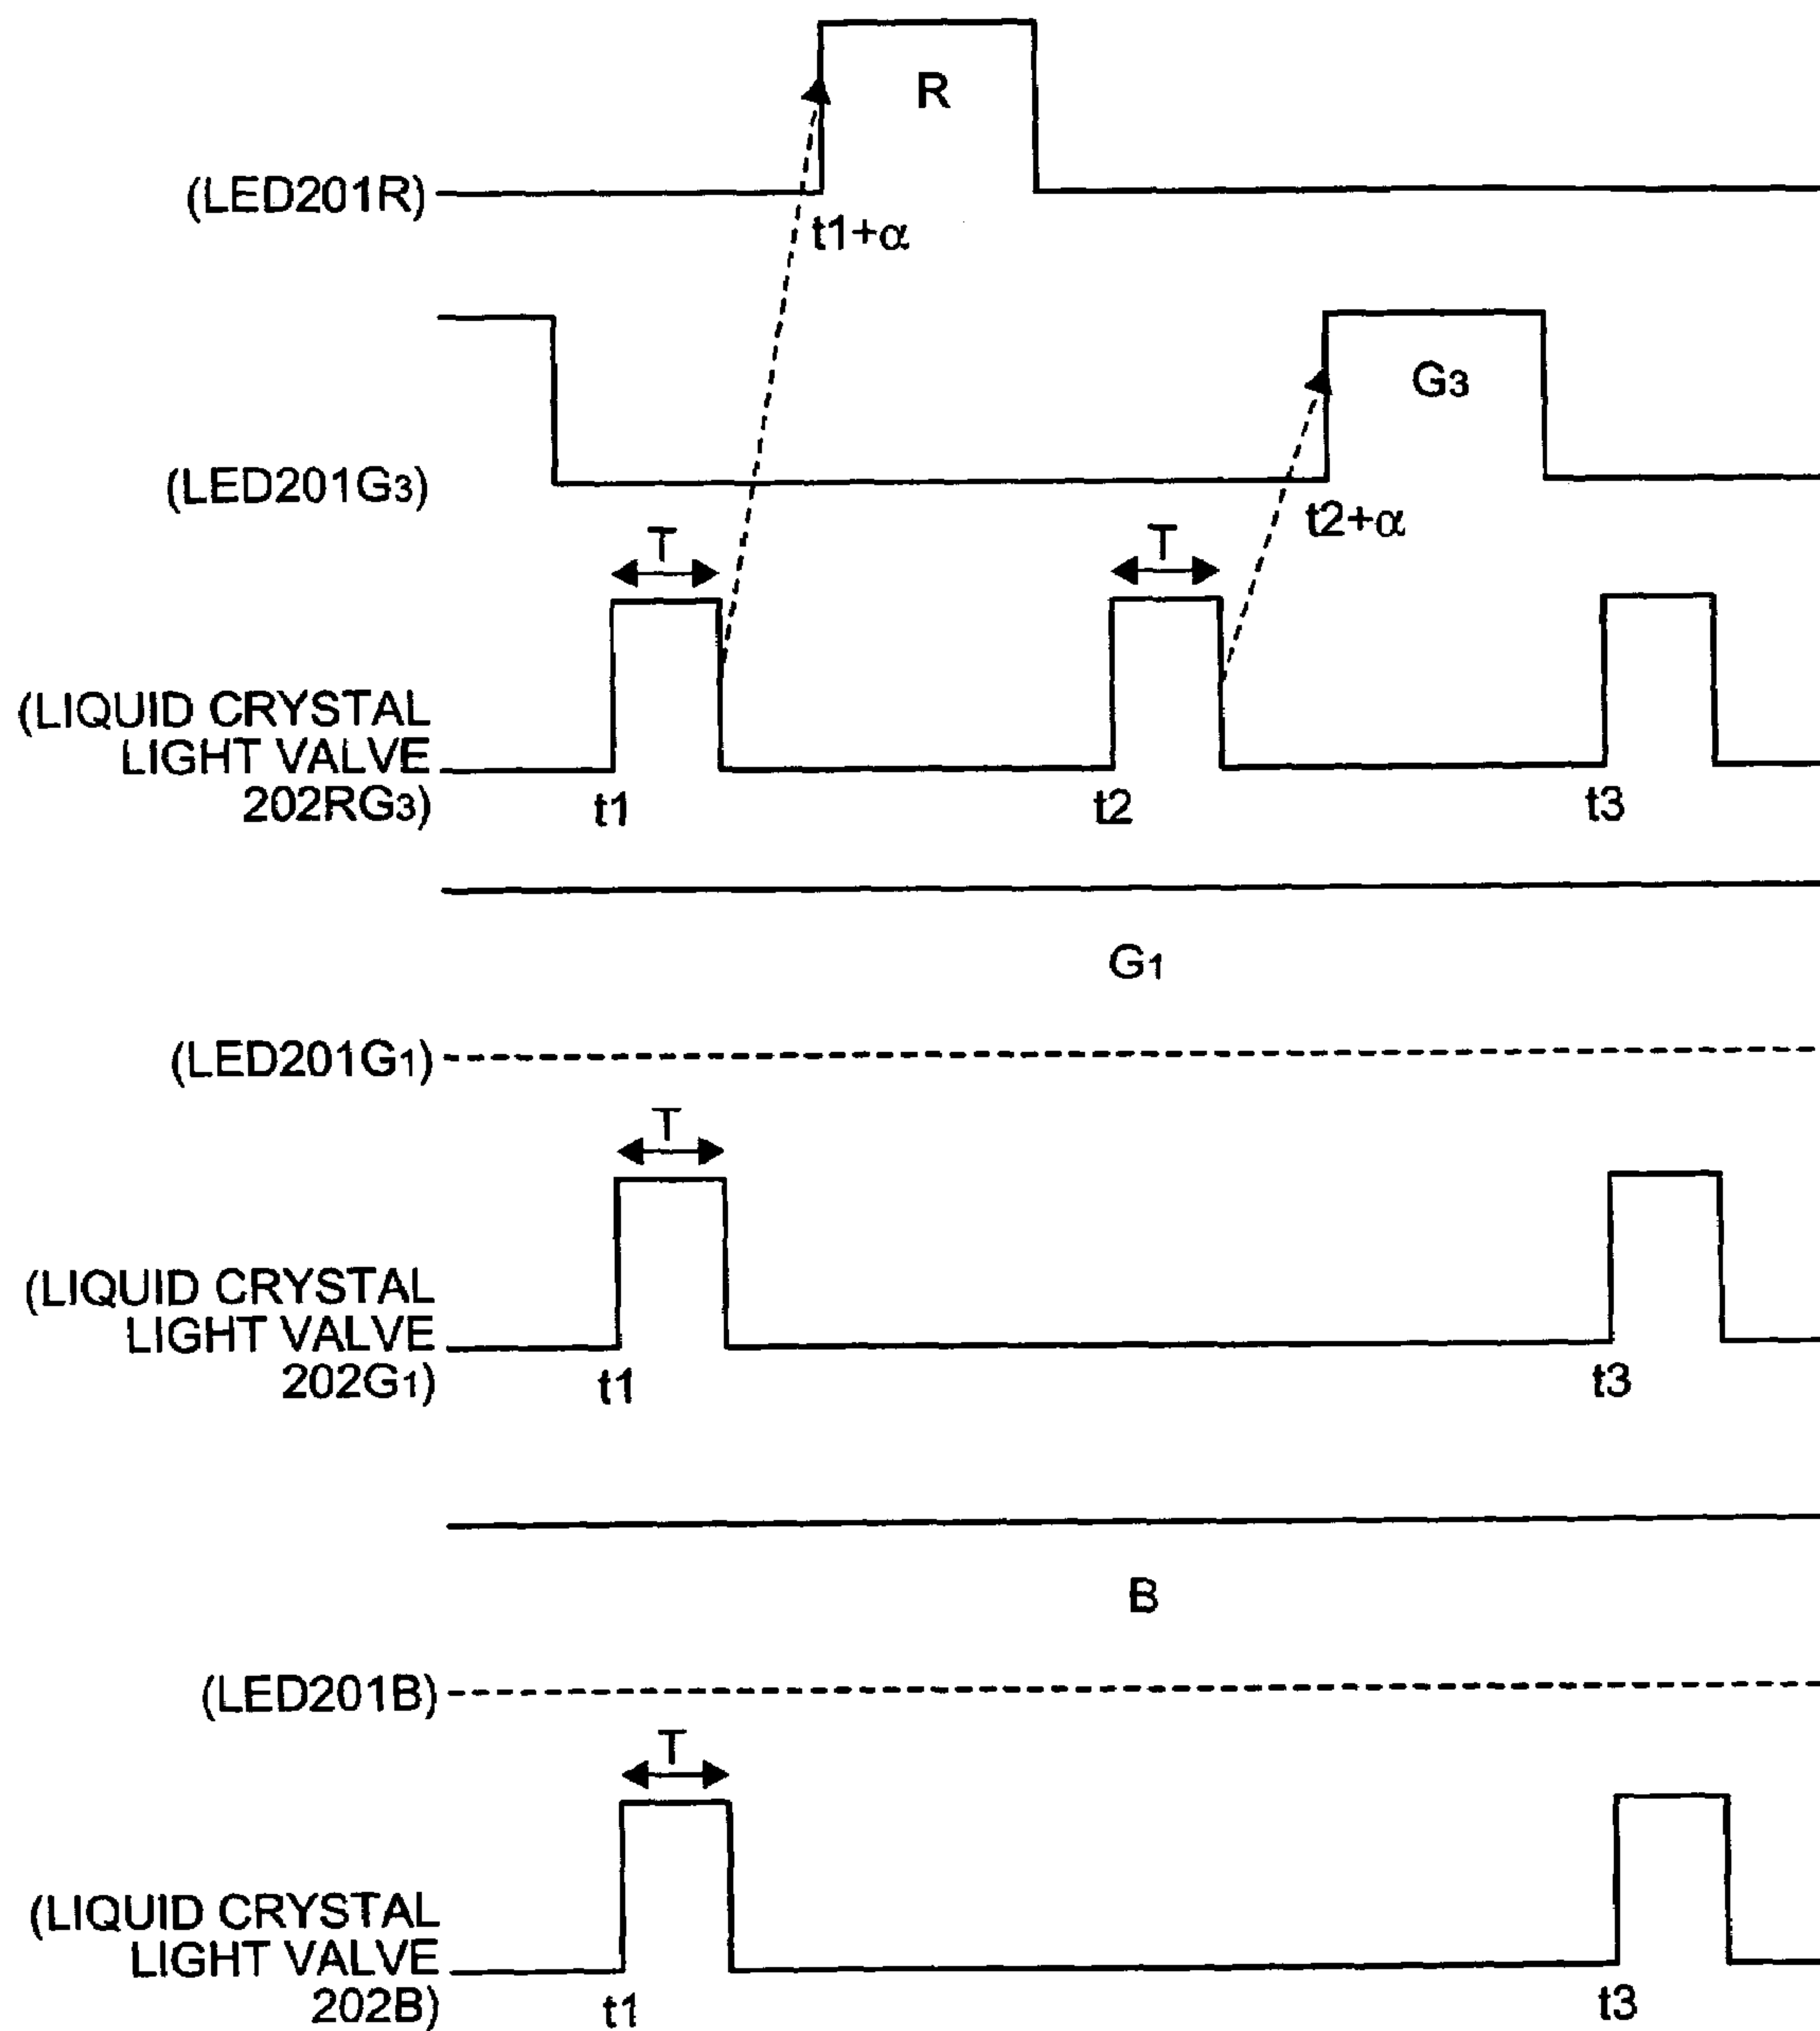 R
(LED201R)
t1+α
G3
(LED201G3)
t2+α
T
T
(LIQUID CRYSTAL
LIGHT VALVE
202RG3)
t1
t2
t3
G1
(LED201G1)
T
(LIQUID CRYSTAL
LIGHT VALVE
202G1)
t1
t3
B
(LED201B)
T
(LIQUID CRYSTAL
LIGHT VALVE
202B)
t1
t3